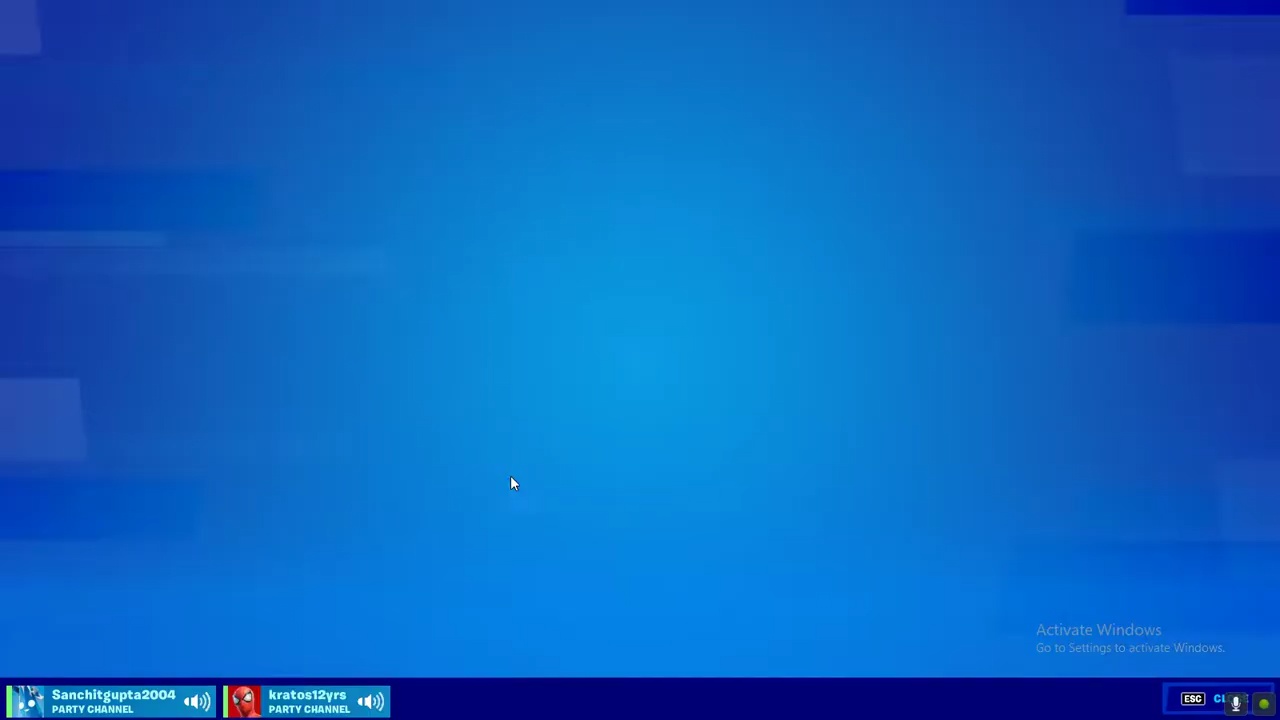 Activate Windows
Go to Settings to activate Windows.
Sanchitgupta2004
PARTY CHANNEL
kratos12yrs
PARTY CHANNEL
ESC